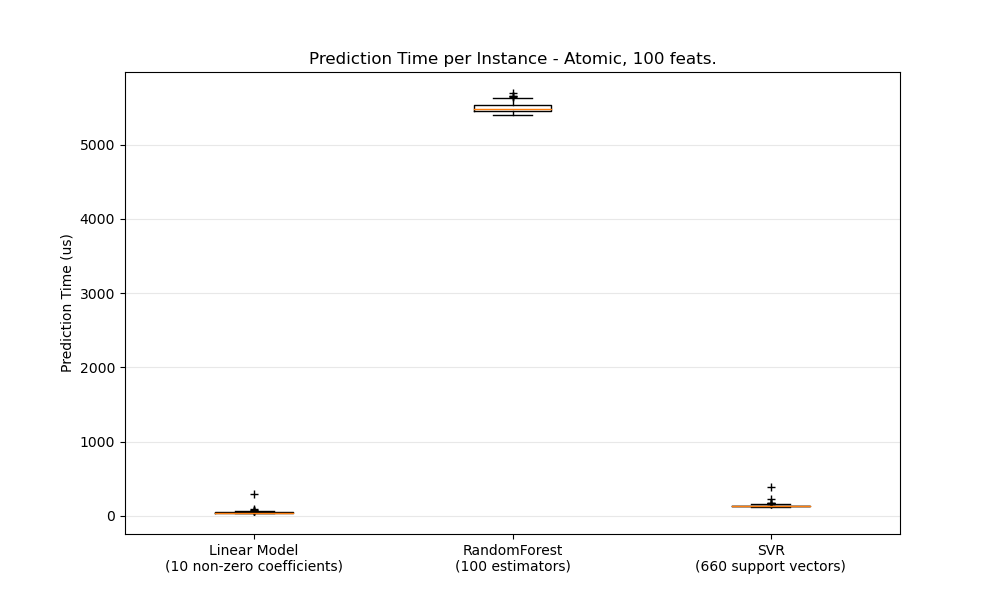 Prediction Time per Instance - Atomic, 100 feats.
Prediction Time (us)
5000
4000
3000
2000
1000
0
Linear Model
(10 non-zero coefficients)
RandomForest
(100 estimators)
SVR
(660 support vectors)